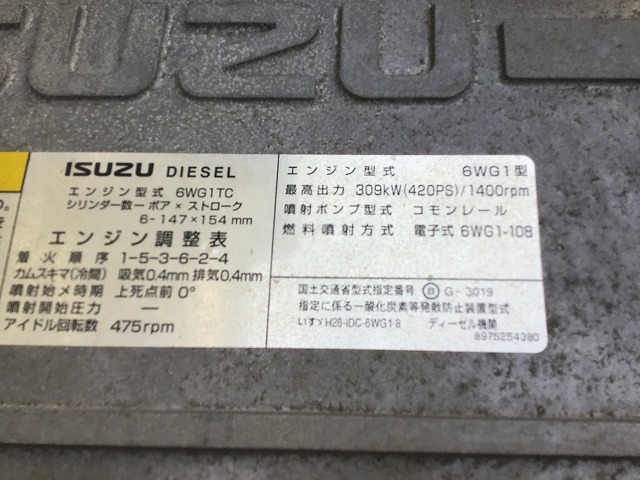 ISUZU
ISUZU DIESEL
エンジン型式 6WG1TC
シリンダー数ーボア×ストローク
6-147×154mm
エンジン調整表
着火順序 1-5-3-6-2-4
カムスキマ(冷間) 吸気0.4mm 排気0.4mm
噴射始メ時期 上死点前0°
噴射開始圧力 ー
アイドル回転数 475rpm
エンジン型式 6WG1型
最高出力 309kW(420PS)/1400rpm
噴射ポンプ型式 コモンレール
燃料噴射方式 電子式 6WG1-108
国土交通省型式指定番号 G-3019
指定に係る一酸化炭素等発散防止装置型式
いすゞH28-IDC-6WG1-8 ディーゼル機関
8975254380